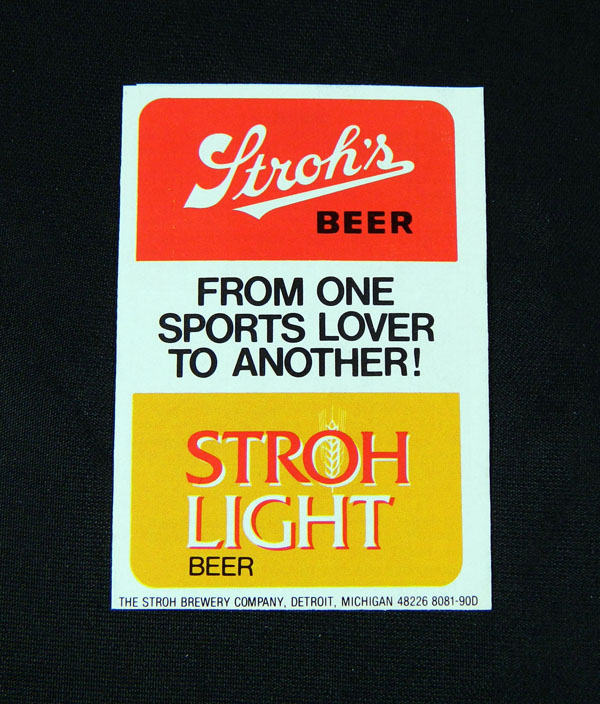 Stroh's
BEER
FROM ONE
SPORTS LOVER
TO ANOTHER!
STROH
LIGHT
BEER
THE STROH BREWERY COMPANY, DETROIT, MICHIGAN 48226 8081-90D